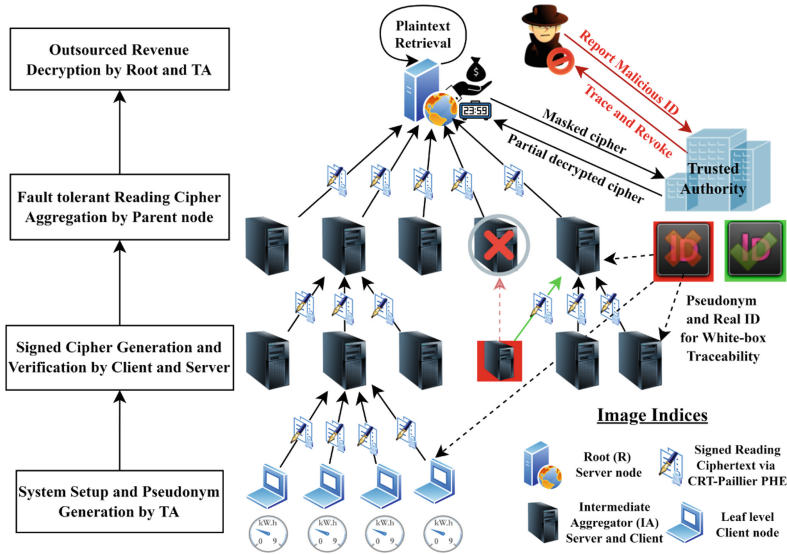 Outsourced Revenue
Decryption by Root and TA
Fault tolerant Reading Cipher
Aggregation by Parent node
Signed Cipher Generation and
Verification by Client and Server
System Setup and Pseudonym
Generation by TA
Plaintext
Retrieval
$
23:59
Report Malicious ID
Trace and Revoke
Masked cipher
Partial decrypted cipher
Trusted
Authority
ID
ID
Pseudonym
and Real ID
for White-box
Traceability
Image Indices
Root (R)
Server node
Signed Reading
Ciphertext via
CRT-Paillier PHE
Intermediate
Aggregator (IA)
Server and Client
Leaf level
Client node
kW.h
0 9
kW.h
0 9
kW.h
0 9
kW.h
0 9